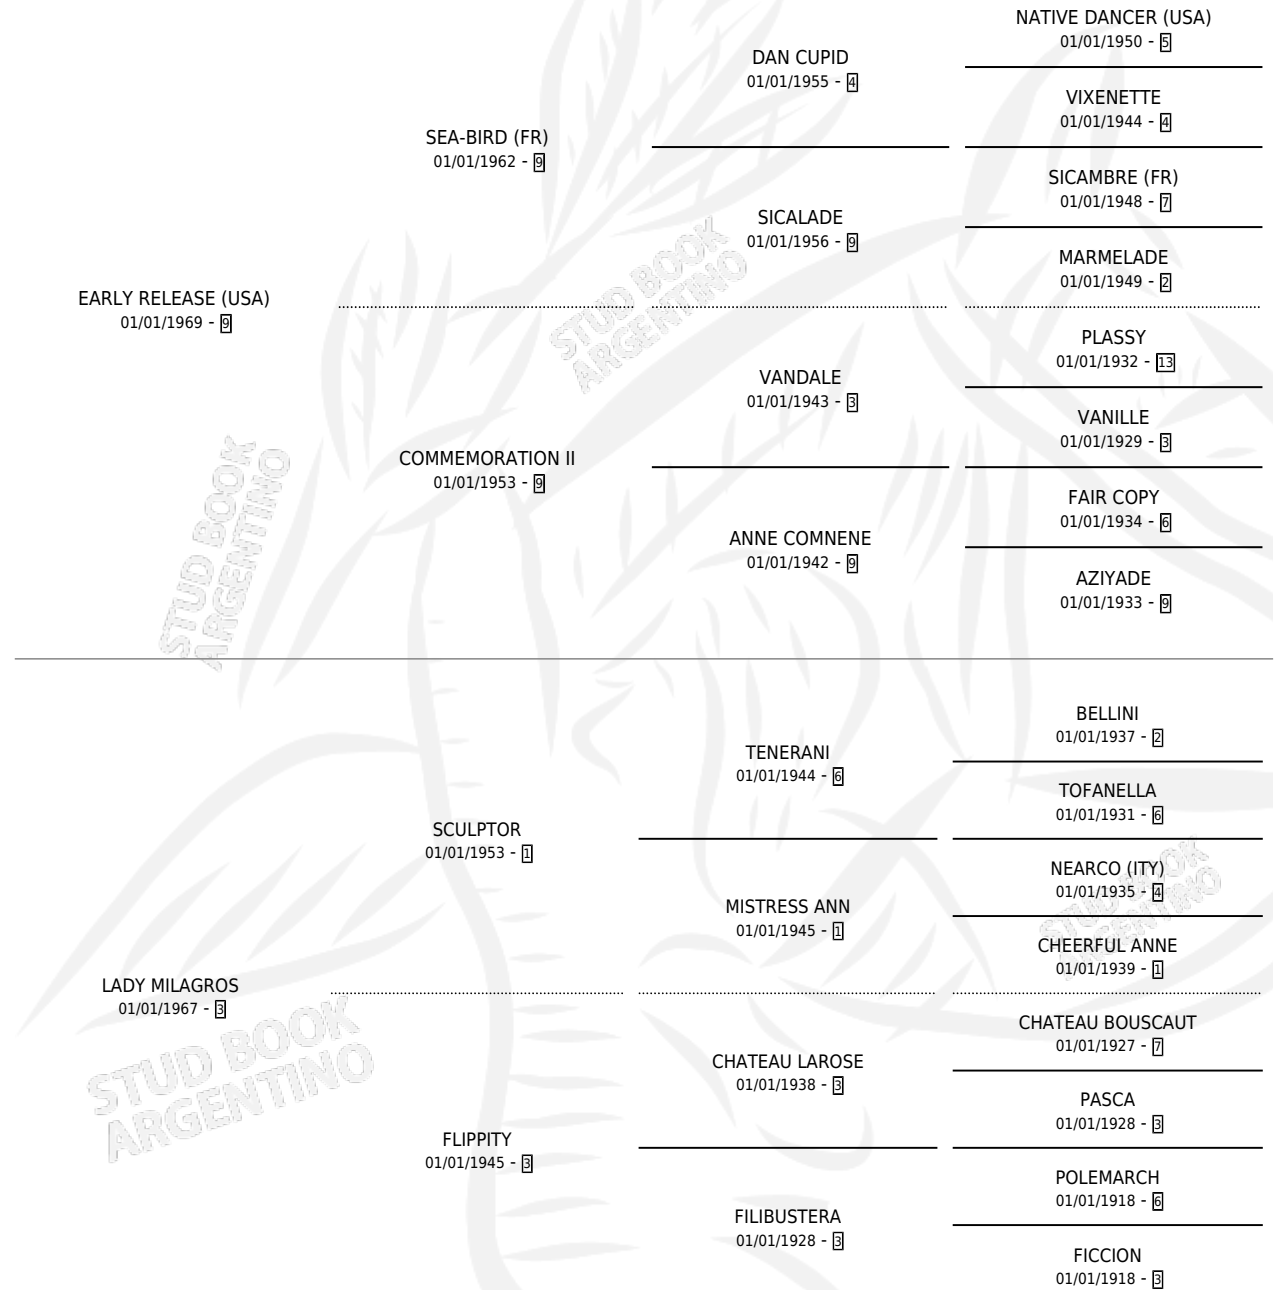 NATIVE DANCER (USA)
01/01/1950 - 5
DAN CUPID
01/01/1955 - 4
VIXENETTE
01/01/1944 - 4
SEA-BIRD (FR)
01/01/1962 - 9
SICAMBRE (FR)
01/01/1948 - 7
SICALADE
01/01/1956 - 9
MARMELADE
01/01/1949 - 2
EARLY RELEASE (USA)
01/01/1969 - 9
PLASSY
01/01/1932 - 13
VANDALE
01/01/1943 - 3
VANILLE
01/01/1929 - 3
COMMEMORATION II
01/01/1953 - 9
FAIR COPY
01/01/1934 - 6
ANNE COMNENE
01/01/1942 - 9
AZIYADE
01/01/1933 - 9
BELLINI
01/01/1937 - 2
TENERANI
01/01/1944 - 6
TOFANELLA
01/01/1931 - 6
SCULPTOR
01/01/1953 - 1
NEARCO (ITY)
01/01/1935 - 4
MISTRESS ANN
01/01/1945 - 1
CHEERFUL ANNE
01/01/1939 - 1
LADY MILAGROS
01/01/1967 - 3
CHATEAU BOUSCAUT
01/01/1927 - 7
CHATEAU LAROSE
01/01/1938 - 3
PASCA
01/01/1928 - 3
FLIPPITY
01/01/1945 - 3
POLEMARCH
01/01/1918 - 6
FILIBUSTERA
01/01/1928 - 3
FICCION
01/01/1918 - 3
STUD BOOK
ARGENTINO
STUD BOOK
ARGENTINO
STUD BOOK
ARGENTINO
STUD BOOK
ARGENTINO